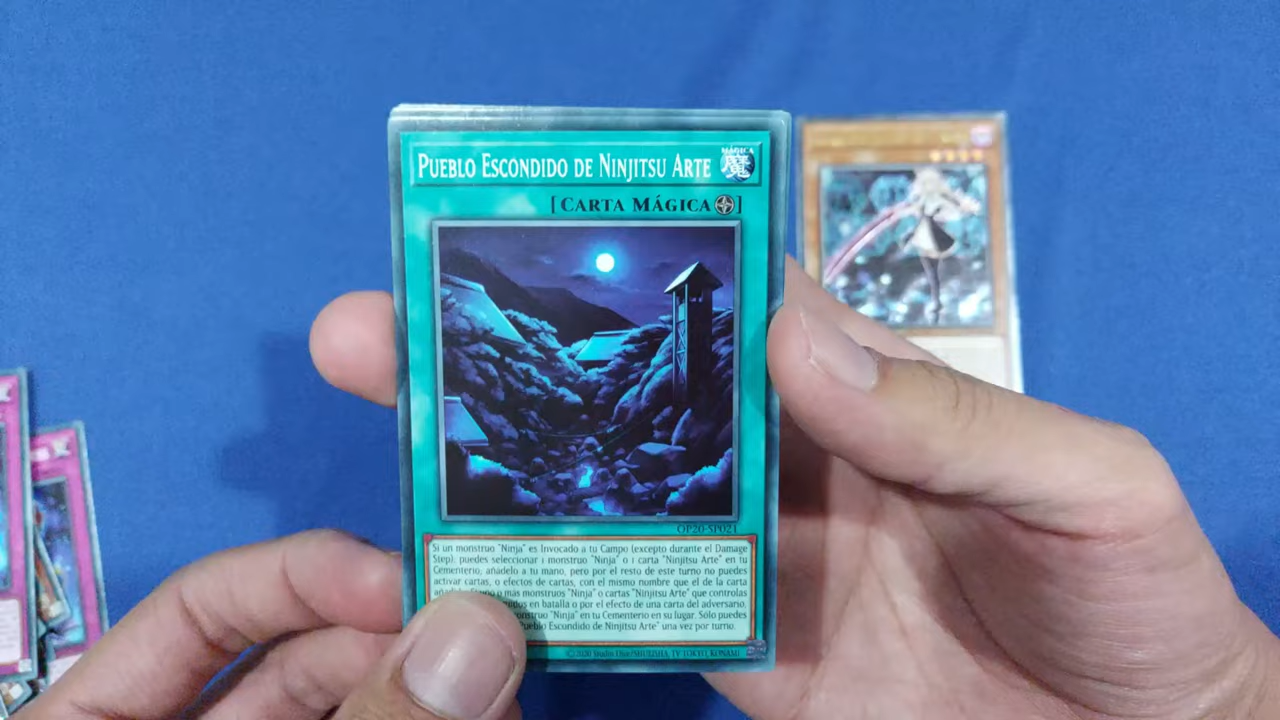 PUEBLO ESCONDIDO DE NINJITSU ARTE
MÁGICA
魔
[CARTA MÁGICA]
OP20-SP021
Si un monstruo "Ninja" es Invocado a tu Campo (excepto durante el Damage
Step): puedes seleccionar 1 monstruo "Ninja" o 1 carta "Ninjitsu Arte" en tu
Cementerio; añádelo a tu mano, pero por el resto de este turno no puedes
activar cartas, o efectos de cartas, con el mismo nombre que el de la carta
o más monstruos "Ninja" o cartas "Ninjitsu Arte" que controlas
en batalla o por el efecto de una carta del adversario,
"Ninja" en tu Cementerio en su lugar. Sólo puedes
Escondido de Ninjitsu Arte" una vez por turno.
©2020 Studio Dice/SHUEISHA, TV TOKYO, KONAMI